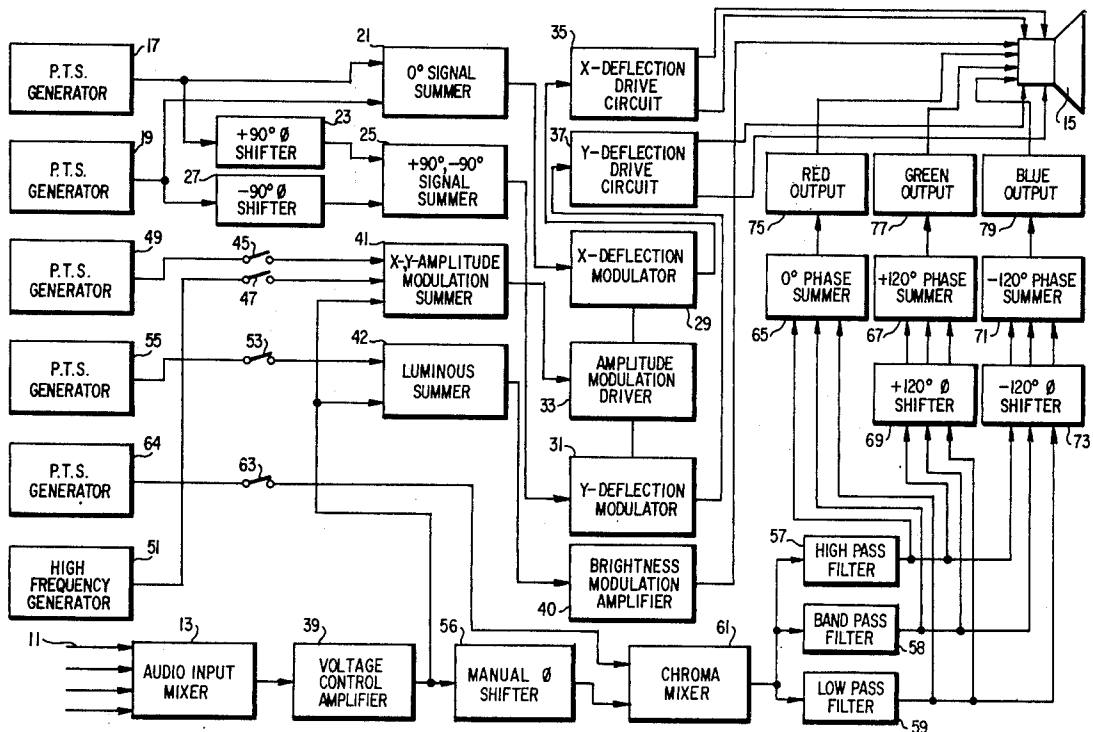 17
P.T.S.
GENERATOR
21
0° SIGNAL
SUMMER
35
X-DEFLECTION
DRIVE
CIRCUIT
15
19
P.T.S.
GENERATOR
23
+90° Ø
SHIFTER
27
-90° Ø
SHIFTER
25
+90°,-90°
SIGNAL
SUMMER
37
Y-DEFLECTION
DRIVE
CIRCUIT
RED
OUTPUT
75
GREEN
OUTPUT
77
BLUE
OUTPUT
79
49
P.T.S.
GENERATOR
45
47
41
X-Y-AMPLITUDE
MODULATION
SUMMER
X-DEFLECTION
MODULATOR
29
0° PHASE
SUMMER
65
+120° PHASE
SUMMER
67
-120° PHASE
SUMMER
71
55
P.T.S.
GENERATOR
53
42
LUMINOUS
SUMMER
AMPLITUDE
MODULATION
DRIVER
33
+120° Ø
SHIFTER
69
-120° Ø
SHIFTER
73
64
P.T.S.
GENERATOR
63
31
Y-DEFLECTION
MODULATOR
51
HIGH
FREQUENCY
GENERATOR
BRIGHTNESS
MODULATION
AMPLIFIER
40
57
HIGH PASS
FILTER
BAND PASS
FILTER
58
LOW PASS
FILTER
59
11
13
AUDIO INPUT
MIXER
39
VOLTAGE
CONTROL
AMPLIFIER
56
MANUAL Ø
SHIFTER
61
CHROMA
MIXER